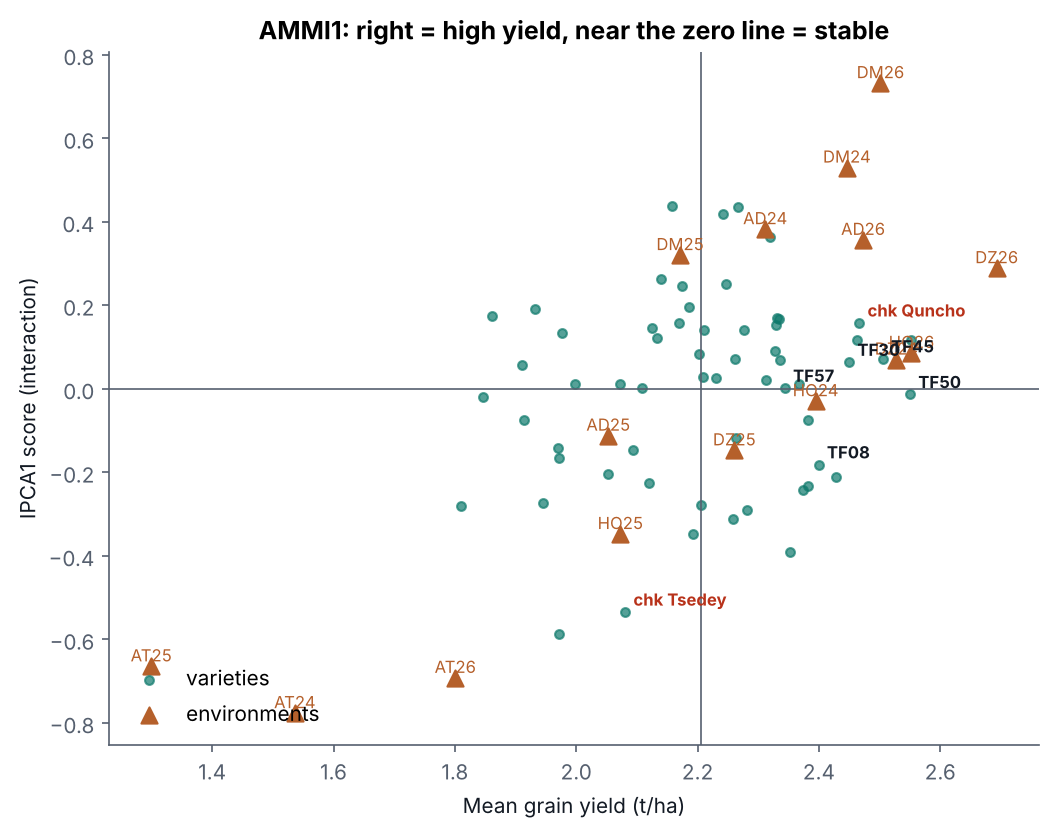 AMMI1: right = high yield, near the zero line = stable
0.8
0.6
0.4
0.2
0.0
−0.2
−0.4
−0.6
−0.8
IPCA1 score (interaction)
DM26
DM24
AD24
AD26
DM25
DZ26
chk Quncho
TF30
TF45
TF57
TF50
HO24
AD25
DZ25
TF08
HO25
chk Tsedey
AT25
AT26
AT24
varieties
environments
1.4
1.6
1.8
2.0
2.2
2.4
2.6
Mean grain yield (t/ha)